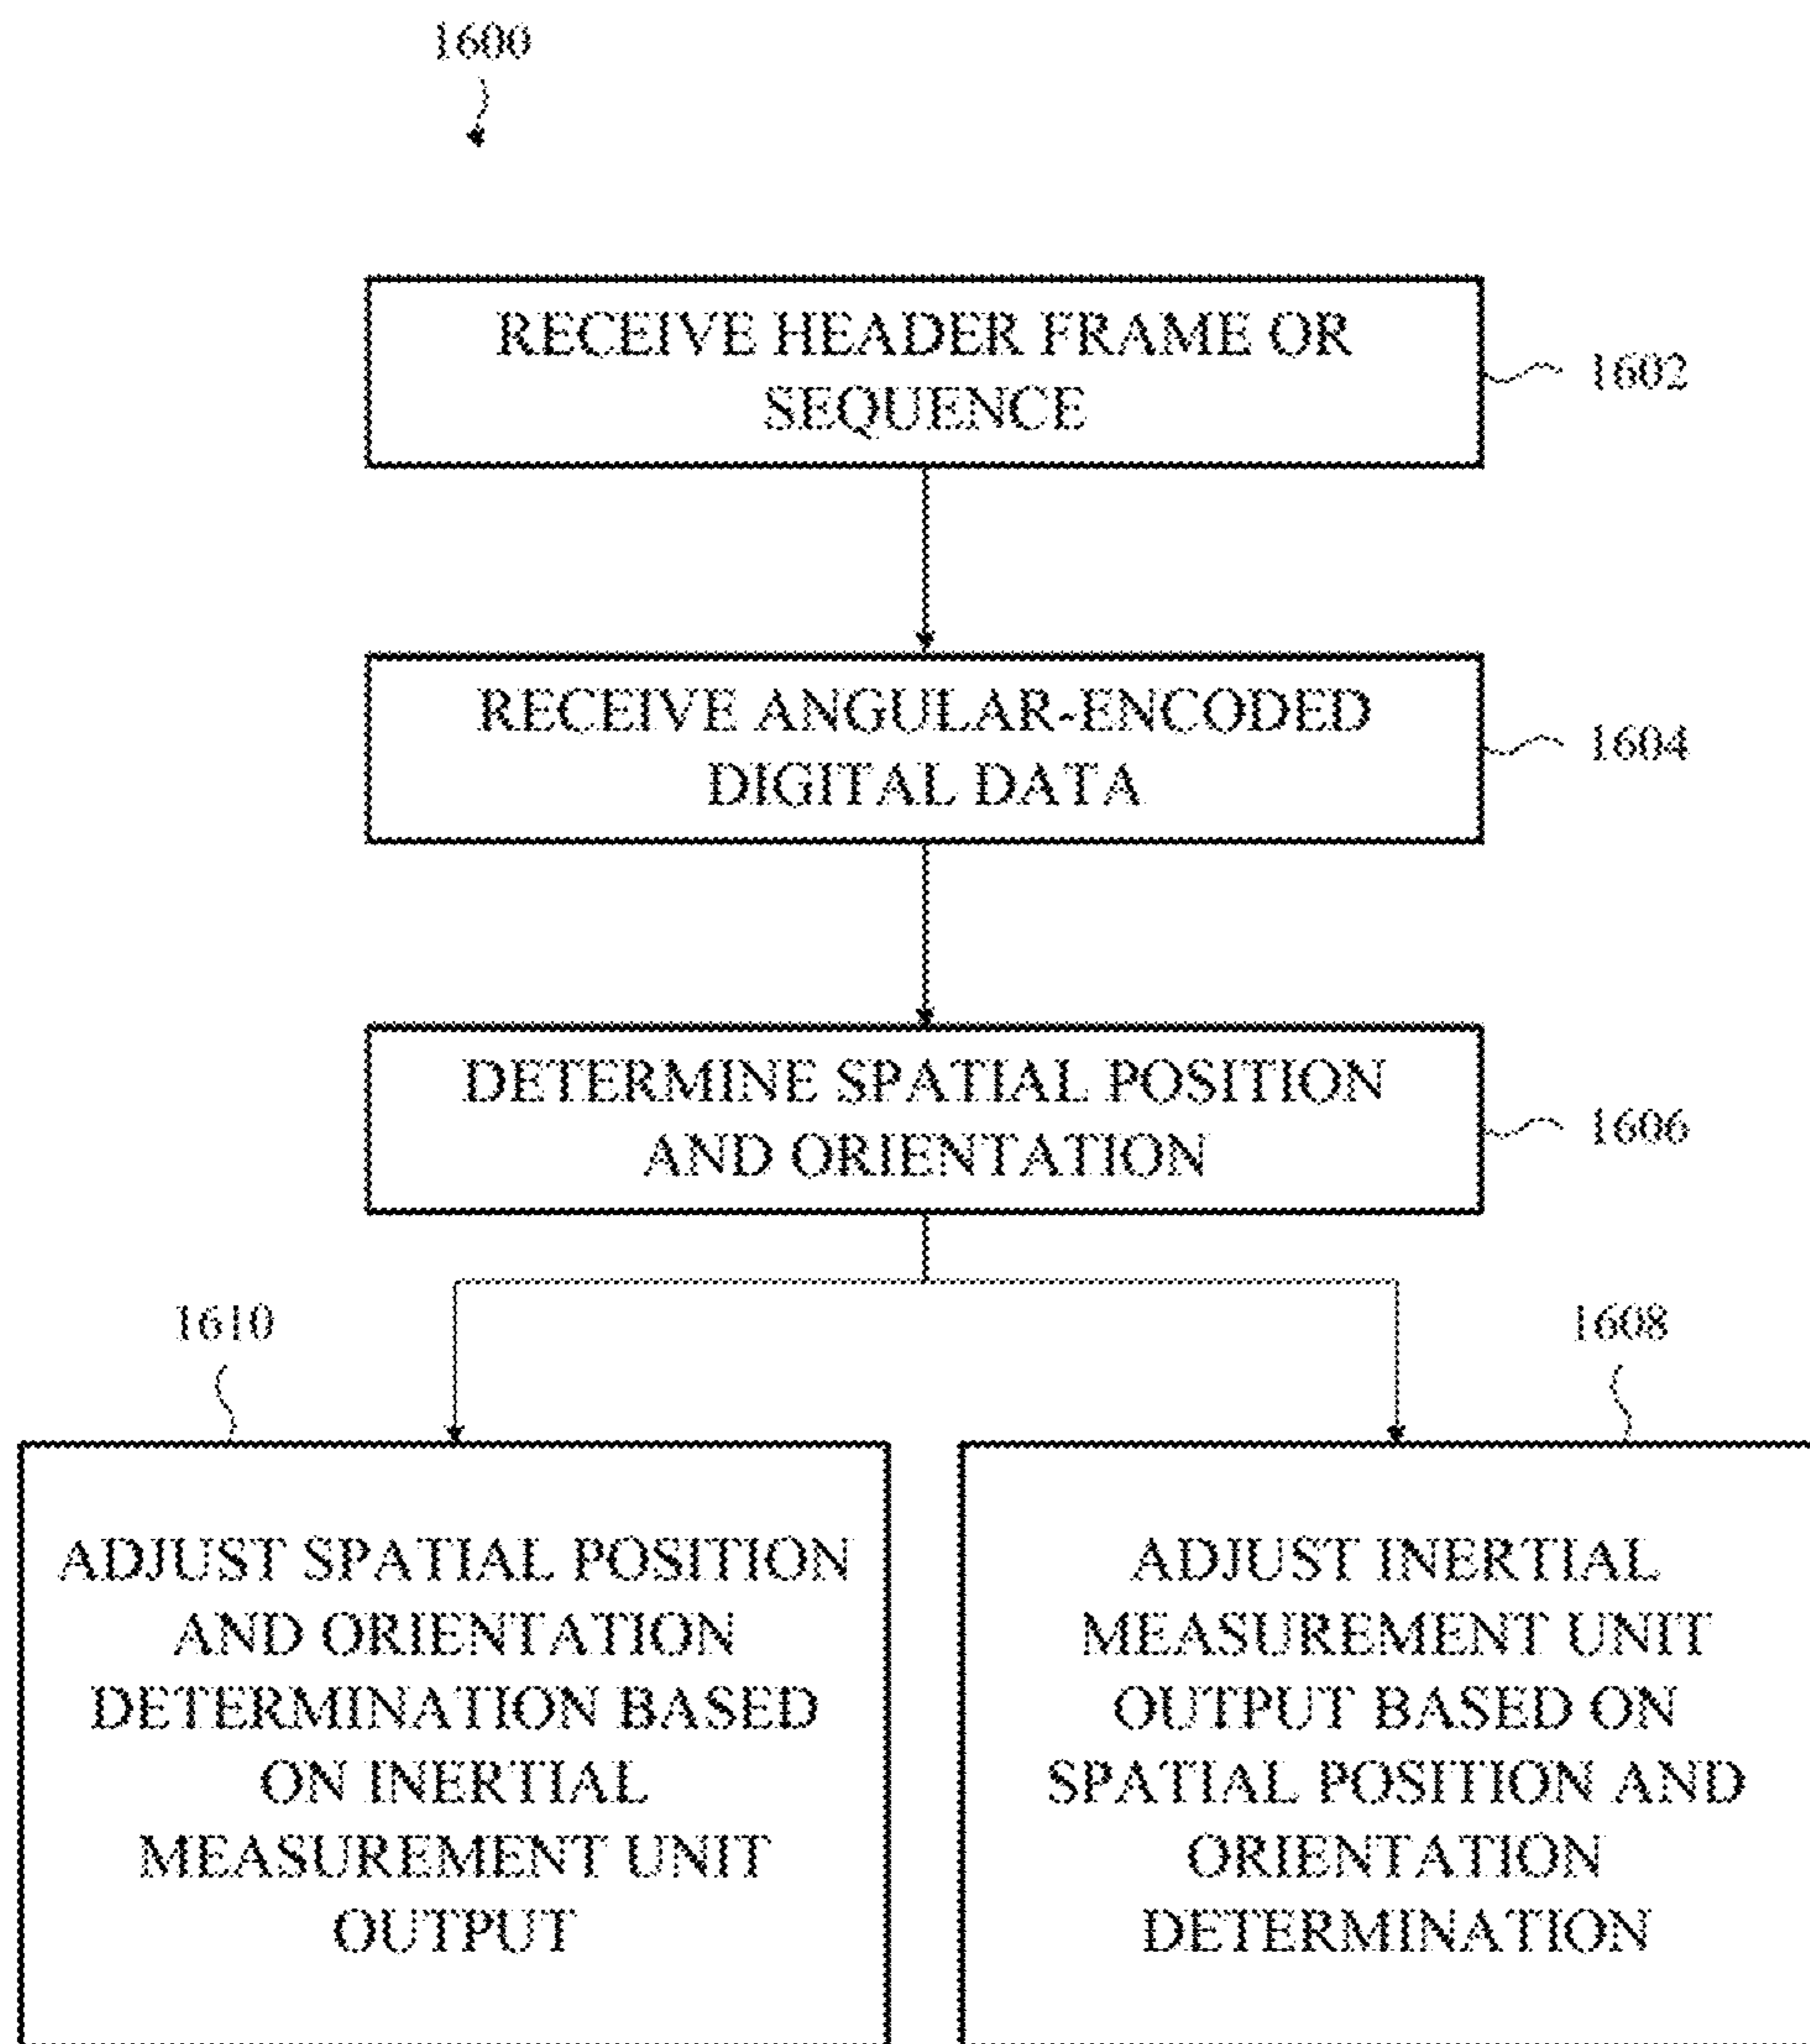 1600
RECEIVE HEADER FRAME OR
SEQUENCE
1602
RECEIVE ANGULAR-ENCODED
DIGITAL DATA
1604
DETERMINE SPATIAL POSITION
AND ORIENTATION
1606
1610
1608
ADJUST SPATIAL POSITION
AND ORIENTATION
DETERMINATION BASED
ON INERTIAL
MEASUREMENT UNIT
OUTPUT
ADJUST INERTIAL
MEASUREMENT UNIT
OUTPUT BASED ON
SPATIAL POSITION AND
ORIENTATION
DETERMINATION